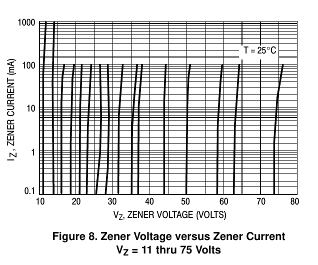 1000
100
10
1
0.1
I Z, ZENER CURRENT (mA)
T = 25°C
10 20 30 40 50 60 70 80
VZ, ZENER VOLTAGE (VOLTS)
Figure 8. Zener Voltage versus Zener Current
VZ = 11 thru 75 Volts